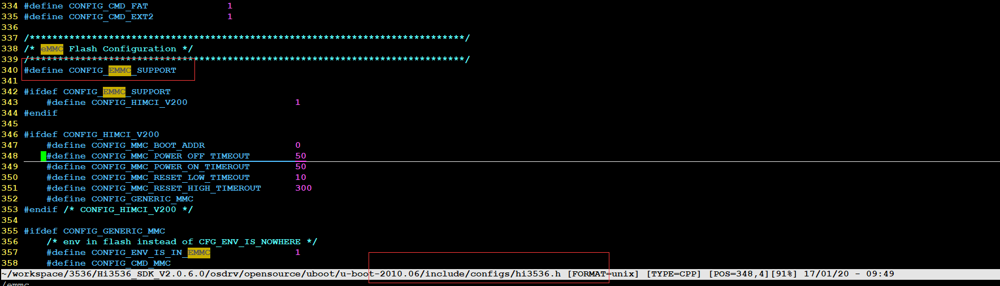 334 #define CONFIG_CMD_FAT              1
335 #define CONFIG_CMD_EXT2             1
336
337 /*****************************************************************************/
338 /* eMMC Flash Configuration */
339 /*****************************************************************************/
340 #define CONFIG_EMMC_SUPPORT
341
342 #ifdef CONFIG_EMMC_SUPPORT
343     #define CONFIG_HIMCI_V200                   1
344 #endif
345
346 #ifdef CONFIG_HIMCI_V200
347     #define CONFIG_MMC_BOOT_ADDR                0
348     #define CONFIG_MMC_POWER_OFF_TIMEOUT        50
349     #define CONFIG_MMC_POWER_ON_TIMEROUT        50
350     #define CONFIG_MMC_RESET_LOW_TIMEOUT        10
351     #define CONFIG_MMC_RESET_HIGH_TIMEROUT      300
352     #define CONFIG_GENERIC_MMC
353 #endif /* CONFIG_HIMCI_V200 */
354
355 #ifdef CONFIG_GENERIC_MMC
356     /* env in flash instead of CFG_ENV_IS_NOWHERE */
357     #define CONFIG_ENV_IS_IN_EMMC               1
358     #define CONFIG_CMD_MMC
~/workspace/3536/Hi3536_SDK_V2.0.6.0/osdrv/opensource/uboot/u-boot-2010.06/include/configs/hi3536.h [FORMAT=unix] [TYPE=CPP] [POS=348,4][91%] 17/01/20 - 09:49
/emmc